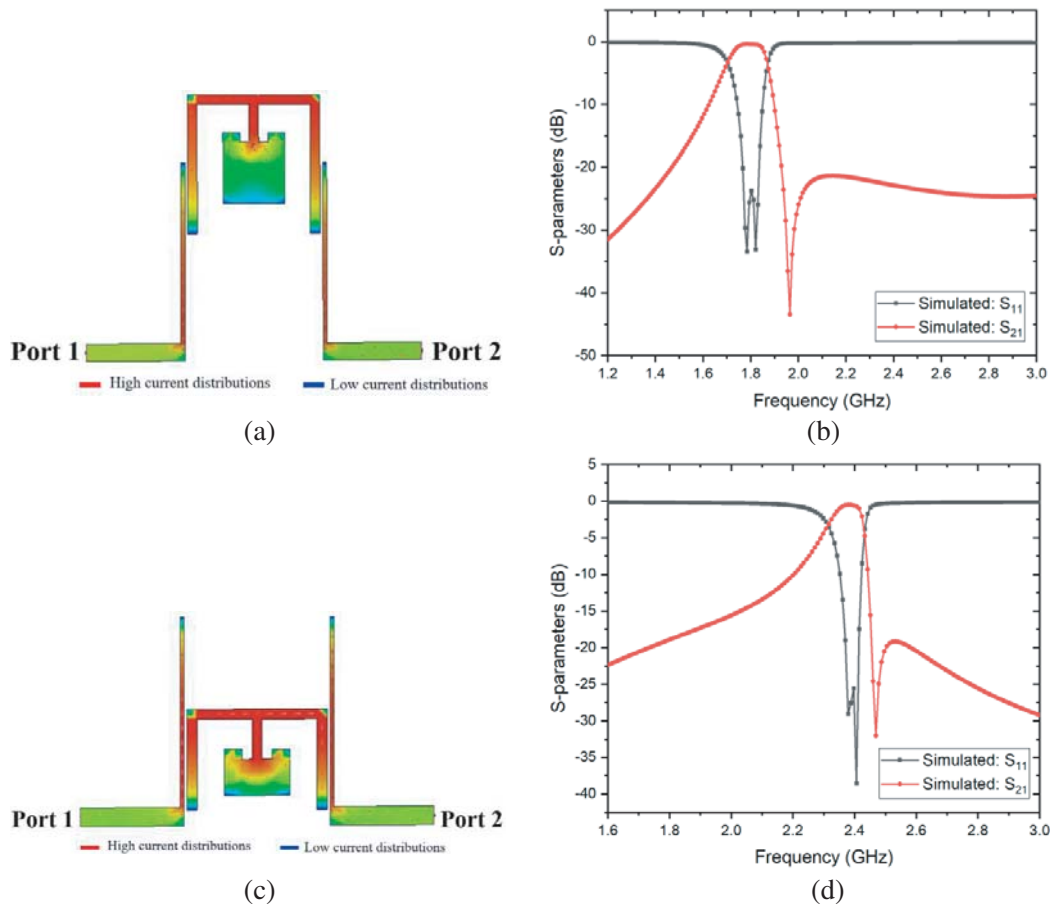 Port 1
Port 2
High current distributions
Low current distributions
(a)
0
-10
-20
-30
-40
-50
S-parameters (dB)
Simulated: S₁₁
Simulated: S₂₁
1.2 1.4 1.6 1.8 2.0 2.2 2.4 2.6 2.8 3.0
Frequency (GHz)
(b)
Port 1
Port 2
High current distributions
Low current distributions
(c)
5
0
-5
-10
-15
-20
-25
-30
-35
-40
S-parameters (dB)
Simulated: S₁₁
Simulated: S₂₁
1.6 1.8 2.0 2.2 2.4 2.6 2.8 3.0
Frequency (GHz)
(d)